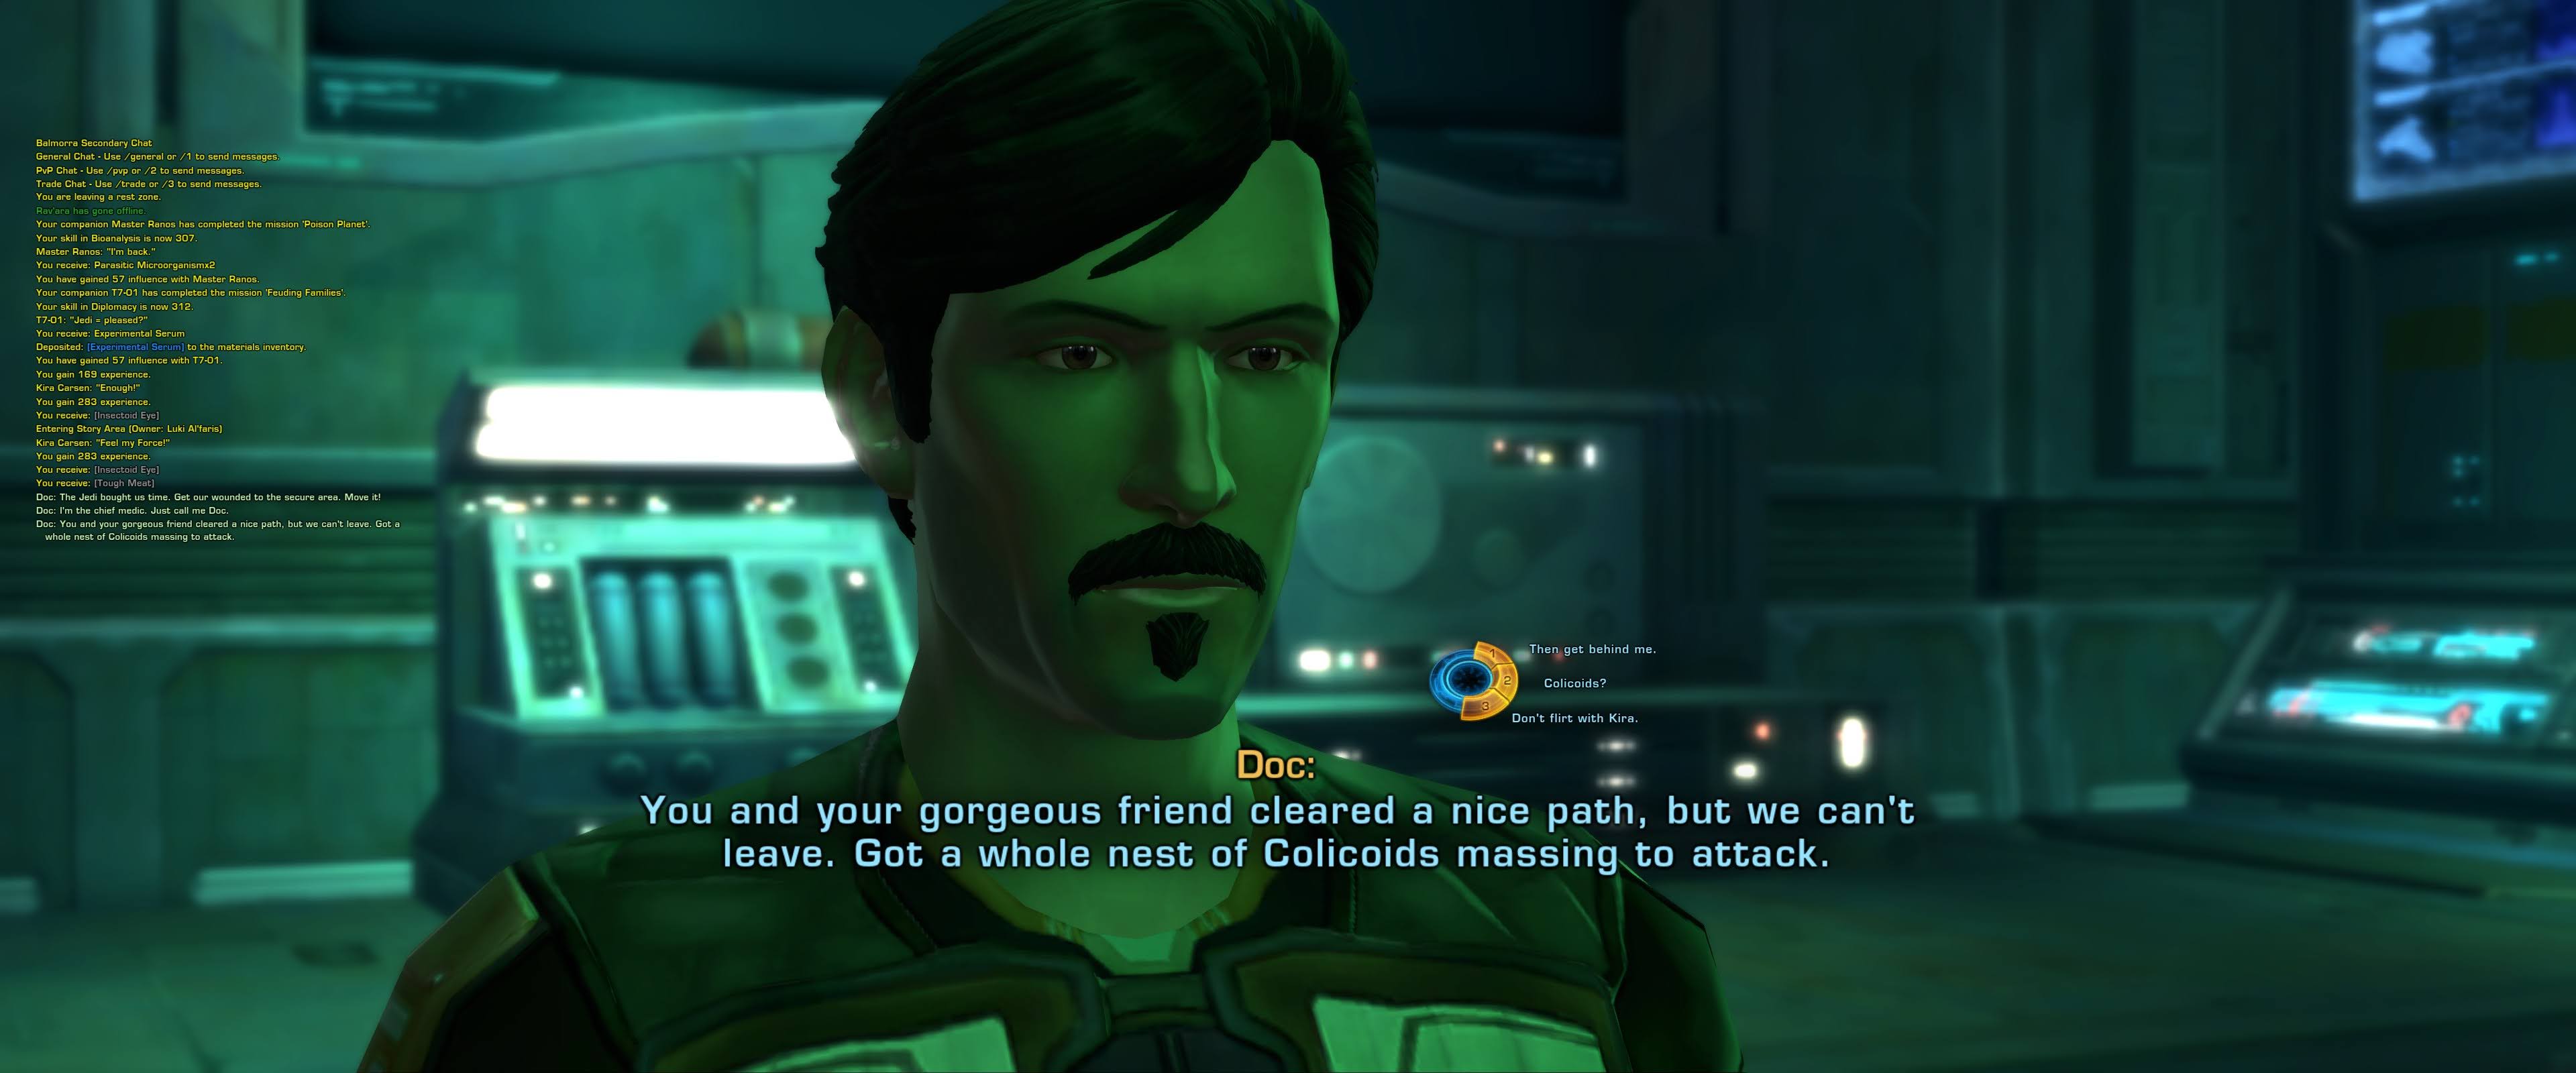 Balmorra Secondary Chat
General Chat - Use /general or /1 to send messages.
PvP Chat - Use /pvp or /2 to send messages.
Trade Chat - Use /trade or /3 to send messages.
You are leaving a rest zone.
Rav'ara has gone offline.
Your companion Master Ranos has completed the mission 'Poison Planet'.
Your skill in Bioanalysis is now 307.
Master Ranos: "I'm back."
You receive: Parasitic Microorganismx2
You have gained 57 influence with Master Ranos.
Your companion T7-01 has completed the mission 'Feuding Families'.
Your skill in Diplomacy is now 312.
T7-01: "Jedi = pleased?"
You receive: Experimental Serum
Deposited: [Experimental Serum] to the materials inventory.
You have gained 57 influence with T7-01.
You gain 169 experience.
Kira Carsen: "Enough!"
You gain 283 experience.
You receive: [Insectoid Eye]
Entering Story Area (Owner: Luki Al'faris)
Kira Carsen: "Feel my Force!"
You gain 283 experience.
You receive: [Insectoid Eye]
You receive: [Tough Meat]
Doc: The Jedi bought us time. Get our wounded to the secure area. Move it!
Doc: I'm the chief medic. Just call me Doc.
Doc: You and your gorgeous friend cleared a nice path, but we can't leave. Got a
whole nest of Colicoids massing to attack.
1 Then get behind me.
2 Colicoids?
3 Don't flirt with Kira.
Doc:
You and your gorgeous friend cleared a nice path, but we can't
leave. Got a whole nest of Colicoids massing to attack.